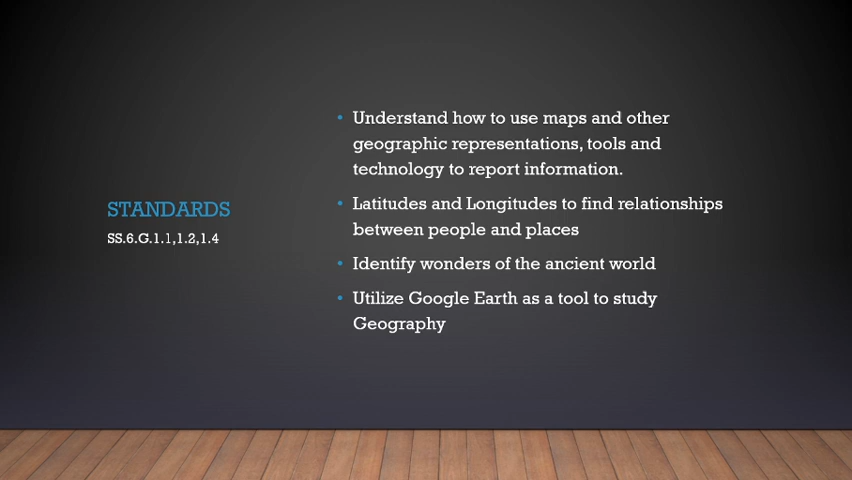 STANDARDS
SS.6.G.1.1,1.2,1.4
• Understand how to use maps and other
geographic representations, tools and
technology to report information.
• Latitudes and Longitudes to find relationships
between people and places
• Identify wonders of the ancient world
• Utilize Google Earth as a tool to study
Geography